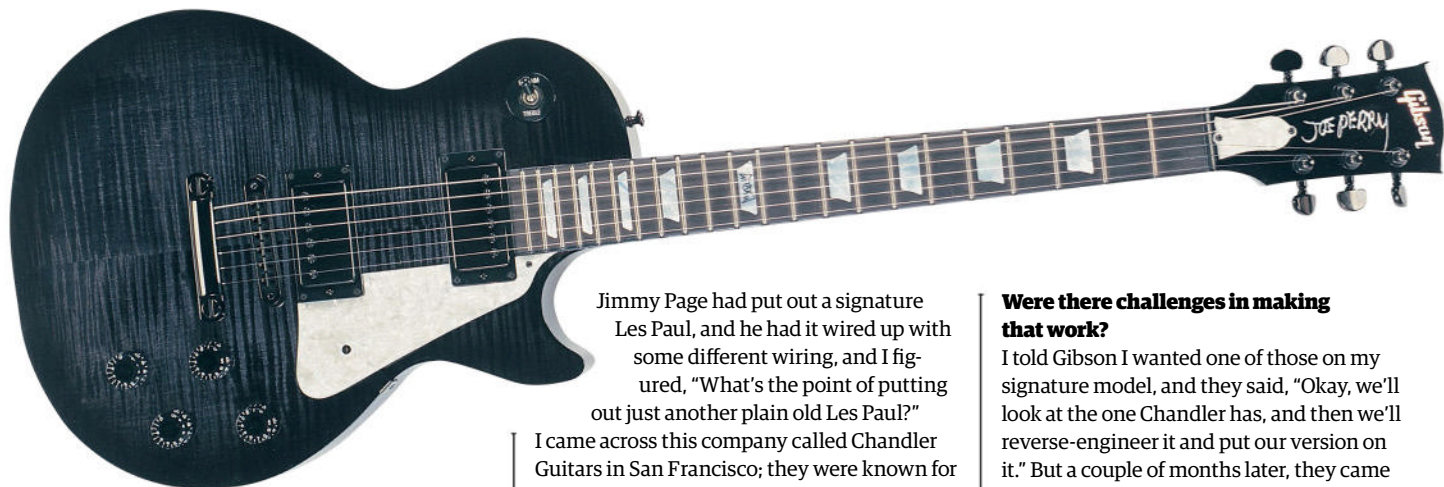 Gibson
JOE PERRY
Jimmy Page had put out a signature
Les Paul, and he had it wired up with
some different wiring, and I fig-
ured, “What’s the point of putting
out just another plain old Les Paul?”
I came across this company called Chandler
Guitars in San Francisco; they were known for
Were there challenges in making
that work?
I told Gibson I wanted one of those on my
signature model, and they said, “Okay, we’ll
look at the one Chandler has, and then we’ll
reverse-engineer it and put our version on
it.” But a couple of months later, they came